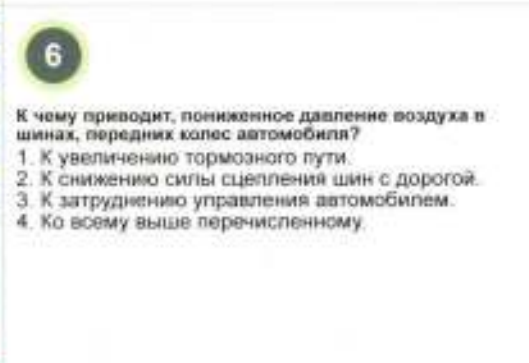 6
К чему приводит, пониженное давление воздуха в
шинах, передних колес автомобиля?
1. К увеличению тормозного пути.
2. К снижению силы сцепления шин с дорогой.
3. К затруднению управления автомобилем.
4. Ко всему выше перечисленному.